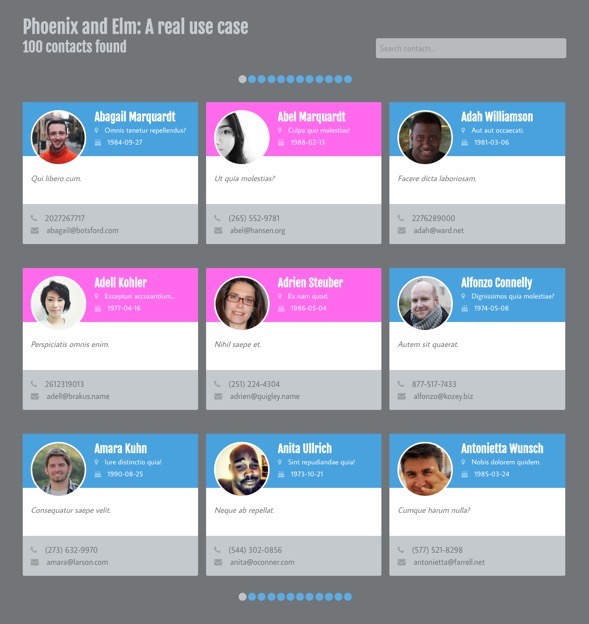 Phoenix and Elm: A real use case
100 contacts found
Search contacts...
Abagail Marquardt
Omnis tenetur repellendus?
1984-09-27
Qui libero cum.
2027267717
abagail@botsford.com
Abel Marquardt
Culpa quo molestias!
1988-02-13
Ut quia molestias?
(265) 552-9781
abel@hansen.org
Adah Williamson
Aut aut occaecati.
1981-03-06
Facere dicta laboriosam.
2276289000
adah@ward.net
Adell Kohler
Excepturi accusantium...
1977-04-16
Perspiciatis omnis enim.
2612319013
adell@brakus.name
Adrien Steuber
Ex nam quod.
1986-05-04
Nihil saepe et.
(251) 224-4304
adrien@quigley.name
Alfonzo Connelly
Dignissimos quia molestiae?
1974-05-08
Autem sit quaerat.
877-517-7433
alfonzo@kozey.biz
Amara Kuhn
Iure distinctio quia!
1990-08-25
Consequatur saepe velit.
(273) 632-9970
amara@larson.com
Anita Ullrich
Sint repudiandae quia!
1973-10-21
Neque ab repellat.
(544) 302-0856
anita@oconner.com
Antonietta Wunsch
Nobis dolorem quidem.
1985-03-24
Cumque harum nulla?
(577) 521-8298
antonietta@farrell.net